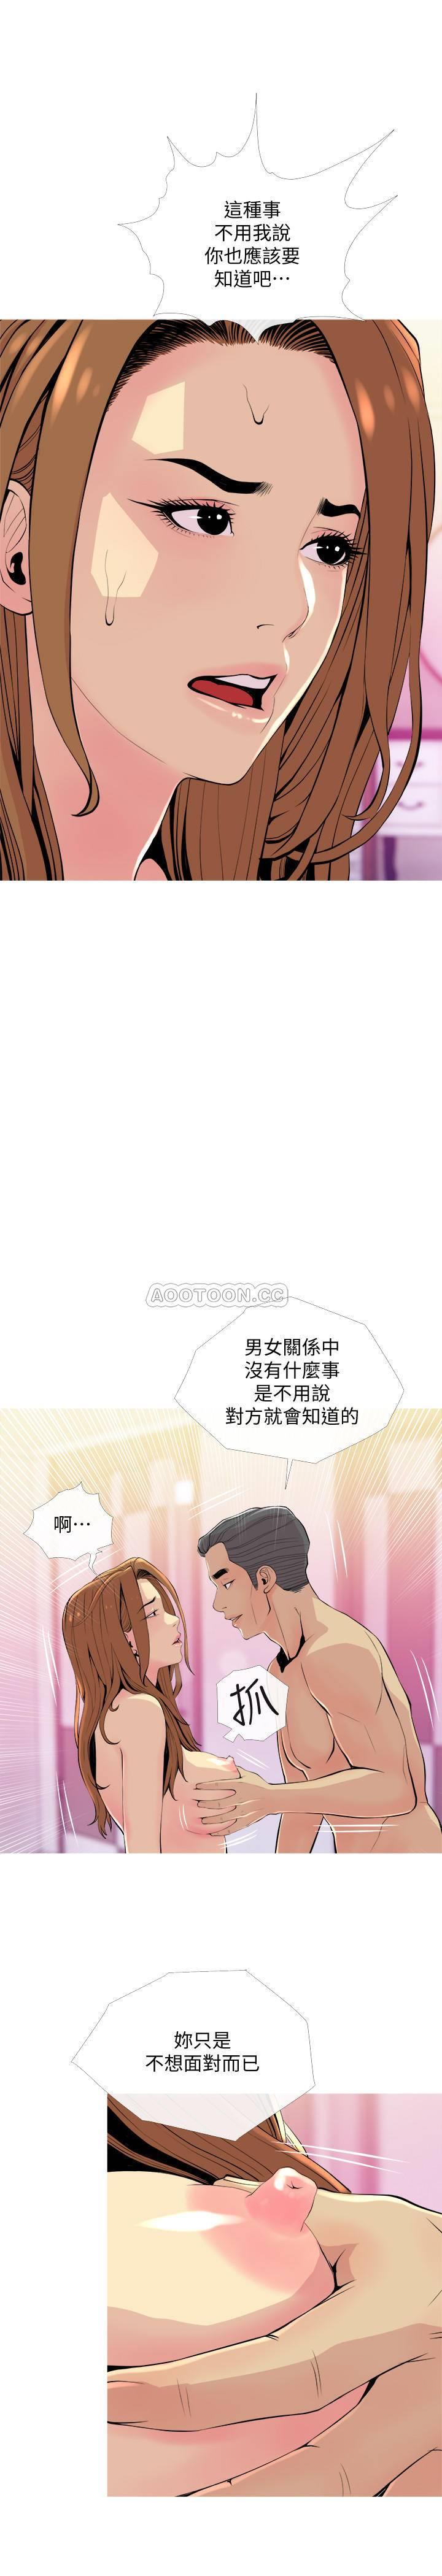 這種事
不用我說
你也應該要
知道吧⋯
AOOTOON.CC
男女關係中
沒有什麼事
是不用說
對方就會知道的
啊⋯
抓
妳只是
不想面對而已